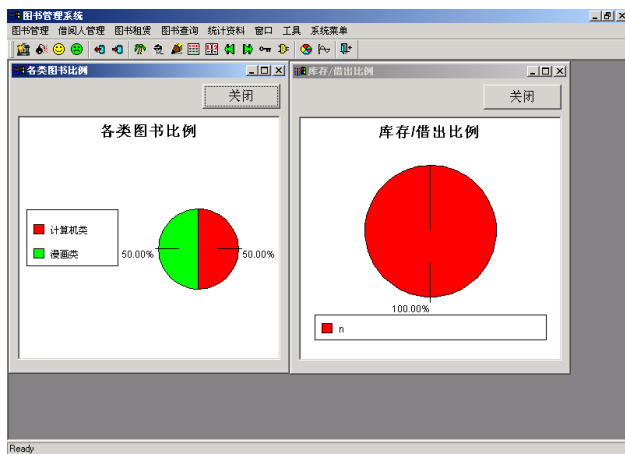 图书管理系统
图书管理 借阅人管理 图书租赁 图书查询 统计资料 窗口 工具 系统菜单
各类图书比例
关闭
各类图书比例
计算机类
漫画类
50.00%
50.00%
库存/借出比例
关闭
库存/借出比例
100.00%
n
Ready